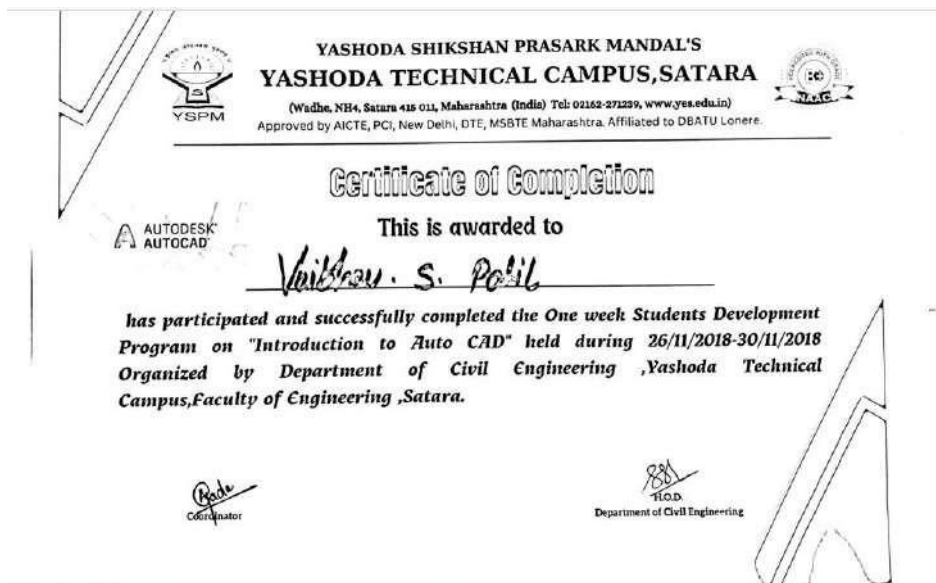 YASHODA SHIKSHAN PRASARK MANDAL'S
YASHODA TECHNICAL CAMPUS,SATARA
(Wadhe, NH4, Satara 415 011, Maharashtra (India) Tel: 02162-271239, www.yes.edu.in)
Approved by AICTE, PCI, New Delhi, DTE, MSBTE Maharashtra. Affiliated to DBATU Lonere.
YSPM
NAAC
Certificate of Completion
This is awarded to
AUTODESK
AUTOCAD
Vaibhav. S. Patil
has participated and successfully completed the One week Students Development
Program on "Introduction to Auto CAD" held during 26/11/2018-30/11/2018
Organized by Department of Civil Engineering ,Yashoda Technical
Campus,Faculty of Engineering ,Satara.
Coordinator
H.O.D.
Department of Civil Engineering